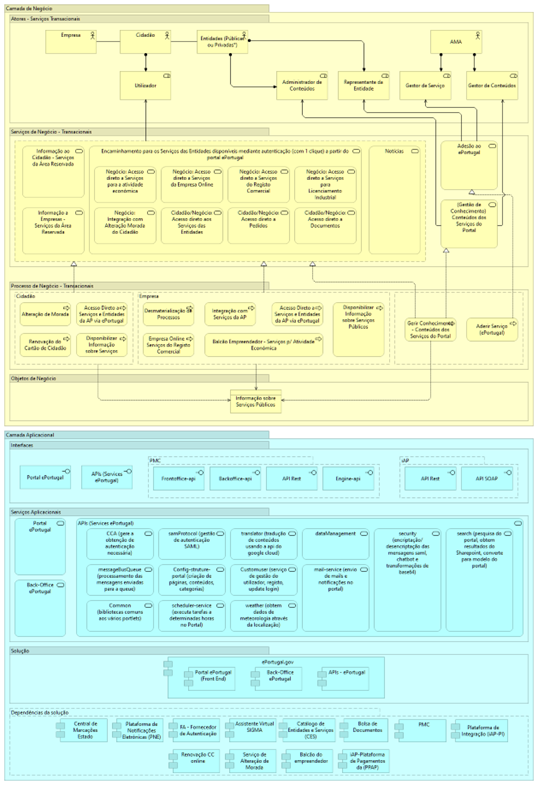 Camada de Negócio
Atores - Serviços Transacionais
Empresa
Cidadão
Entidades (Públicas
ou Privadas*)
AMA
Utilizador
Administrador de
Conteúdos
Representante da
Entidade
Gestor de Serviço
Gestor de Conteúdos
Serviços de Negócio - Transacionais
Informação ao
Cidadão - Serviços
da Área Reservada
Encaminhamento para os Serviços das Entidades disponíveis mediante autenticação (com 1 clique) a partir do
portal ePortugal
Notícias
Adesão ao
ePortugal
Negócio: Acesso
direto a Serviços
para a atividade
económica
Negócio: Acesso
direto a Serviços
da Empresa Online
Negócio: Acesso
direto a Serviços
do Registo
Comercial
Negócio: Acesso
direto a Serviços
para
Licenciamento
Industrial
Informação a
Empresas -
Serviços da Área
Reservada
Negócio:
Integração com
Alteração Morada
do Cidadão
Cidadão/Negócio:
Acesso direto aos
Serviços das
Entidades
Cidadão/Negócio:
Acesso direto a
Pedidos
Cidadão/Negócio:
Acesso direto a
Documentos
(Gestão de
Conhecimento)
Conteúdos dos
Serviços do
Portal
Processos de Negócio - Transacionais
Cidadão
Alteração de Morada
Acesso Direto a
Serviços e Entidades
da AP via ePortugal
Renovação do
Cartão de Cidadão
Disponibilizar
Informação
sobre Serviços
Empresa
Desmaterialização de
Processos
Integração com
Serviços da AP
Acesso Direto a
Serviços e Entidades
da AP via ePortugal
Disponibilizar
Informação
sobre Serviços
Públicos
Empresa Online
Serviços do Registo
Comercial
Balcão Empreendedor - Serviços p/ Atividade
Económica
Gerir Conhecimento
- Conteúdos dos
Serviços do Portal
Aderir Serviço
(ePortugal)
Objetos de Negócio
Informação sobre
Serviços Públicos
Camada Aplicacional
Interfaces
Portal ePortugal
APIs (Services
ePortugal)
PMC
Frontoffice-api
Backoffice-api
API Rest
Engine-api
iAP
API Rest
API SOAP
Serviços Aplicacionais
Portal
ePortugal
Back-Office
ePortugal
APIs (Services ePortugal)
CCA (gere a
obtenção de
autenticação
necessária)
samlProtocol (gestão
de autenticação
SAML)
translator (tradução
de conteúdos
usando a api do
google cloud)
dataManagement
security
(encriptação/
desencriptação das
mensagens saml,
chatbot e
transformações de
base64)
search (pesquisa do
portal, obtem
resultados do
Sharepoint, converte
para modelo do
portal)
messageBusQueue
(processamento das
mensagens enviadas
para a queue)
Config-struture-
portal (criação de
páginas, conteúdos,
categorias)
Customuser (serviço
de gestão do
utilizador, registo,
update login)
mail-service (envio
de mails e
notificações no
portal)
Common
(bibliotecas comuns
aos vários portlets)
scheduler-service
(executa tarefas a
determinadas horas
no Portal)
weather (obtem
dados de
meteorologia através
da localização)
Solução
ePortugal.gov
Portal ePortugal
(Front End)
Back-Office
ePortugal
APIs - ePortugal
Dependências da solução
Central de
Marcações
Estado
Plataforma de
Notificações
Eletrónicas (PNE)
FA - Fornecedor
de Autenticação
Assistente Virtual
SIGMA
Catálogo de
Entidades e Serviços
(CES)
Bolsa de
Documentos
PMC
Plataforma de
Integração (iAP-PI)
Renovação CC
online
Serviço de
Alteração de
Morada
Balcão do
empreendedor
iAP-Plataforma
de Pagamentos
da (PPAP)